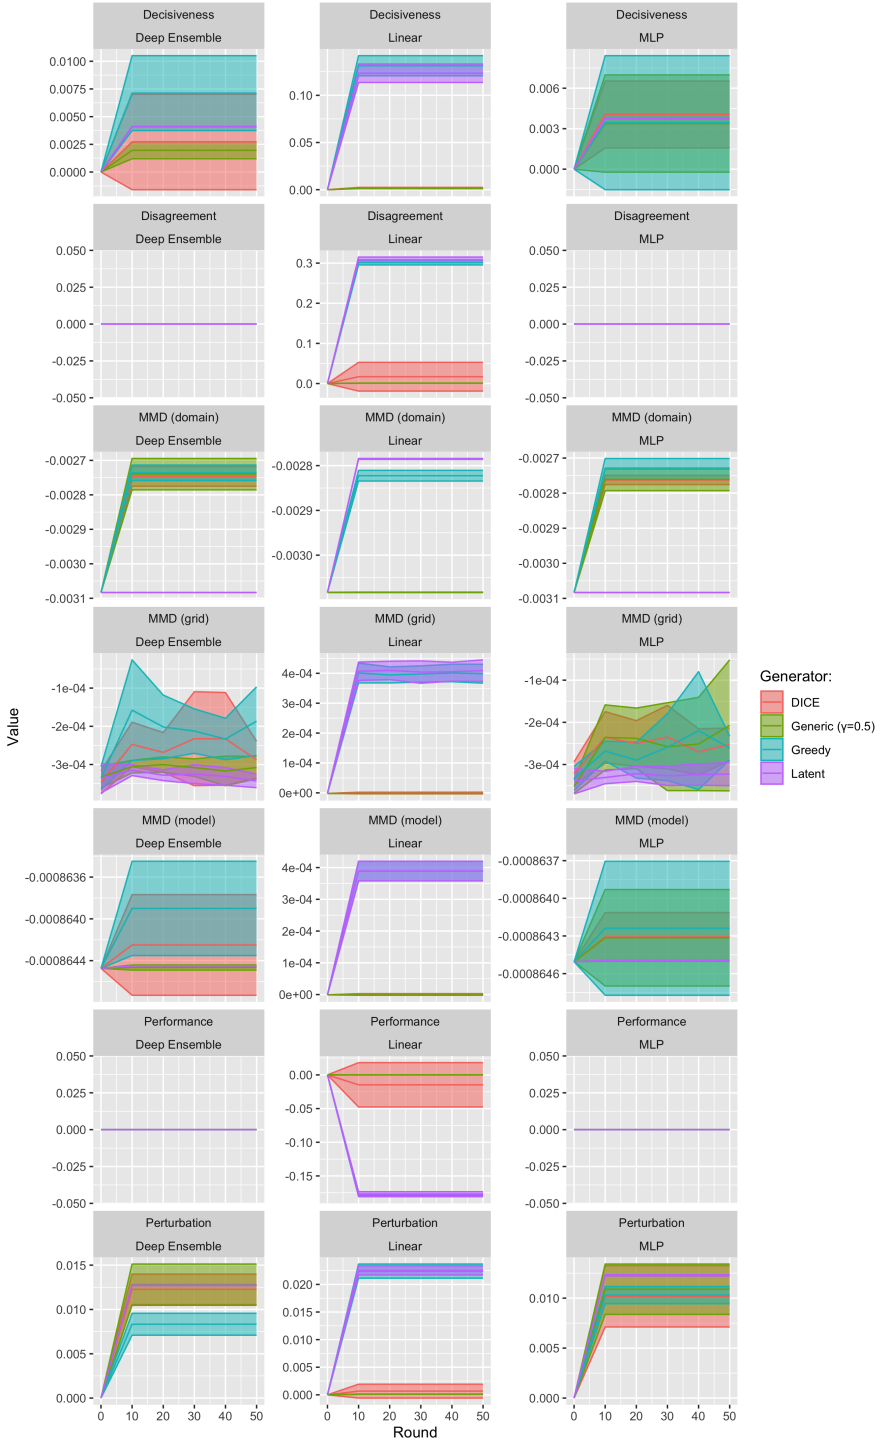 Decisiveness Decisiveness Decisiveness
Deep Ensemble Linear MLP
0.0100
0.0075
0.0050
0.0025
0.0000
0.10
0.05
0.00
0.006
0.003
0.000
Disagreement Disagreement Disagreement
Deep Ensemble Linear MLP
0.050
0.025
0.000
-0.025
-0.050
0.3
0.2
0.1
0.0
0.050
0.025
0.000
-0.025
-0.050
MMD (domain) MMD (domain) MMD (domain)
Deep Ensemble Linear MLP
-0.0027
-0.0028
-0.0029
-0.0030
-0.0031
-0.0028
-0.0029
-0.0030
-0.0027
-0.0028
-0.0029
-0.0030
-0.0031
MMD (grid) MMD (grid) MMD (grid)
Deep Ensemble Linear MLP
-1e-04
-2e-04
-3e-04
4e-04
3e-04
2e-04
1e-04
0e+00
-1e-04
-2e-04
-3e-04
MMD (model) MMD (model) MMD (model)
Deep Ensemble Linear MLP
-0.0008636
-0.0008640
-0.0008644
4e-04
3e-04
2e-04
1e-04
0e+00
-0.0008637
-0.0008640
-0.0008643
-0.0008646
Performance Performance Performance
Deep Ensemble Linear MLP
0.050
0.025
0.000
-0.025
-0.050
0.00
-0.05
-0.10
-0.15
0.050
0.025
0.000
-0.025
-0.050
Perturbation Perturbation Perturbation
Deep Ensemble Linear MLP
0.015
0.010
0.005
0.000
0.020
0.015
0.010
0.005
0.000
0.010
0.005
0.000
0 10 20 30 40 50
0 10 20 30 40 50
0 10 20 30 40 50
Round
Value
Generator:
DICE
Generic (γ=0.5)
Greedy
Latent